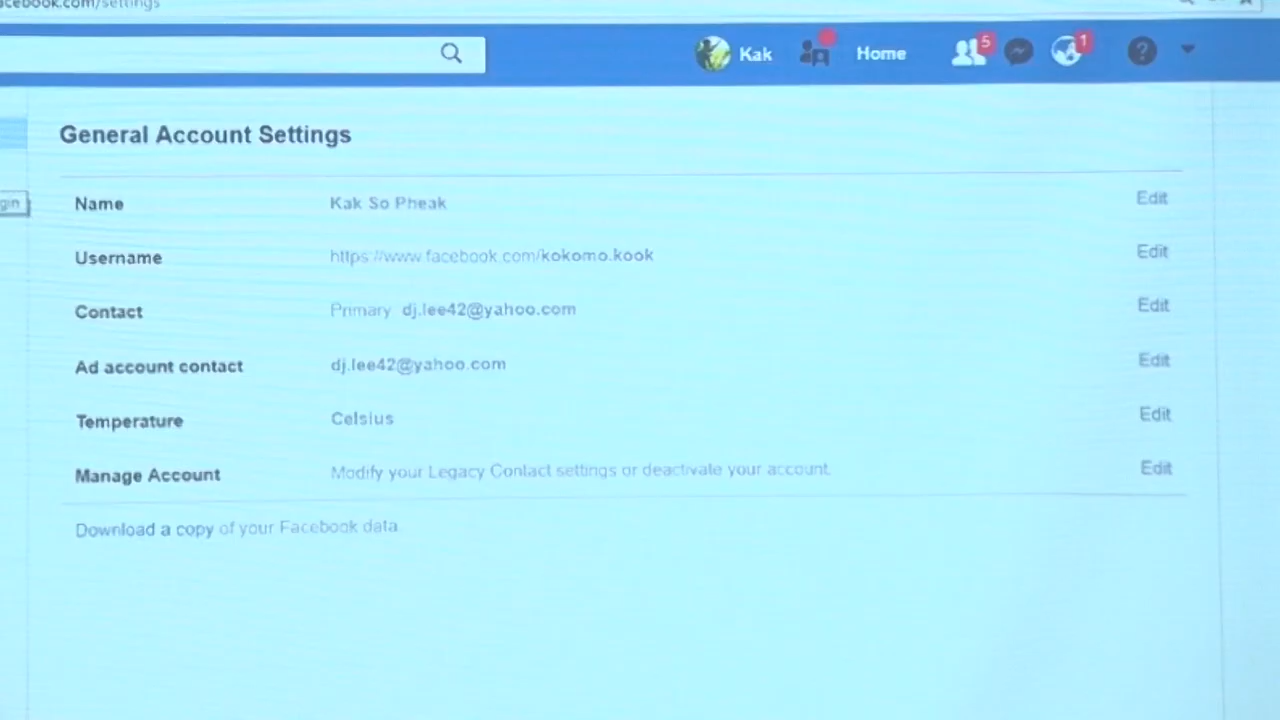 acebook.com/settings
Kak
Home
5
1
?
General Account Settings
gin
Name Kak So Pheak Edit
Username https://www.facebook.com/kokomo.kook Edit
Contact Primary dj.lee42@yahoo.com Edit
Ad account contact dj.lee42@yahoo.com Edit
Temperature Celsius Edit
Manage Account Modify your Legacy Contact settings or deactivate your account. Edit
Download a copy of your Facebook data